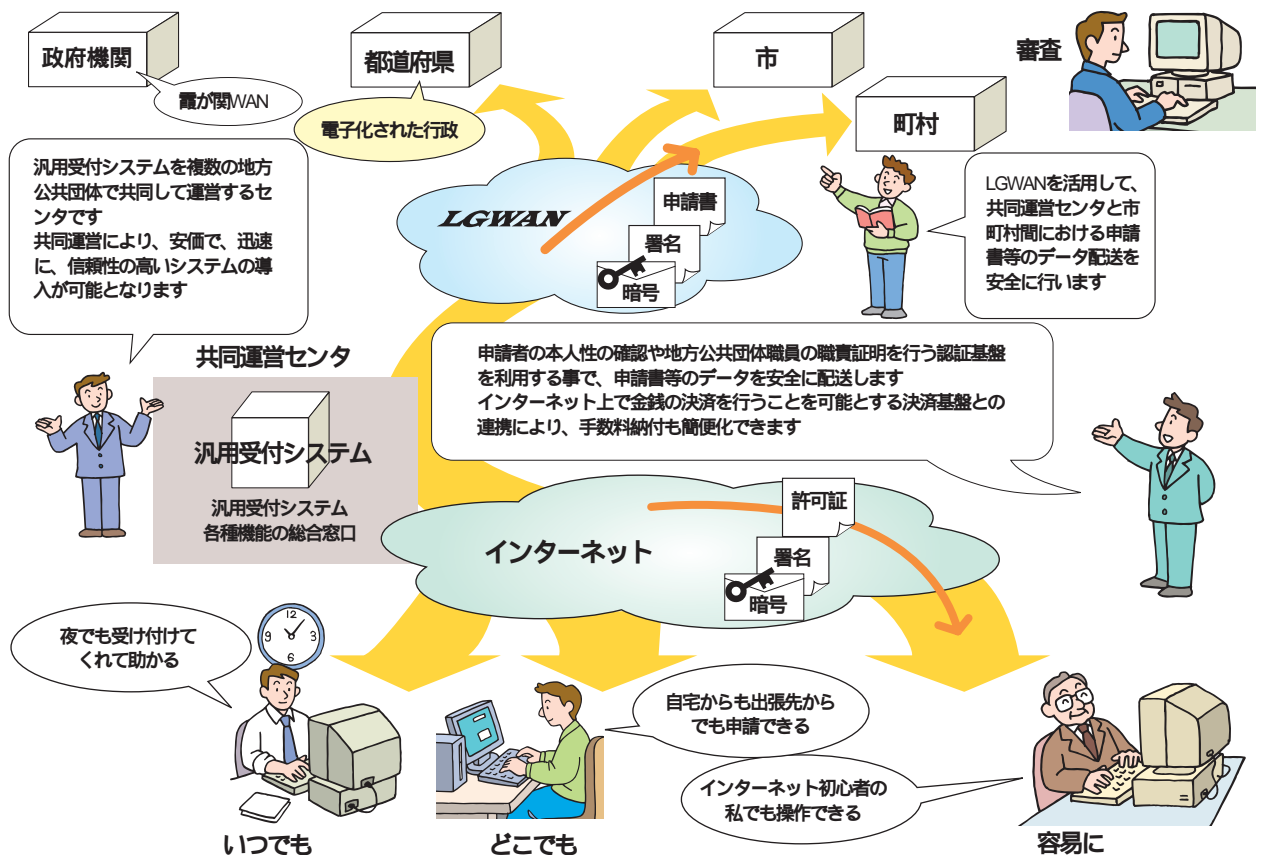 政府機関
霞が関WAN
都道府県
電子化された行政
市
町村
審査
汎用受付システムを複数の地方
公共団体で共同して運営するセ
ンタです
共同運営により、安価で、迅速
に、信頼性の高いシステムの導
入が可能となります
LGWAN
申請書
署名
暗号
LGWANを活用して、
共同運営センタと市
町村間における申請
書等のデータ配送を
安全に行います
共同運営センタ
汎用受付システム
汎用受付システム
各種機能の総合窓口
申請者の本人性の確認や地方公共団体職員の職責証明を行う認証基盤
を利用する事で、申請書等のデータを安全に配送します
インターネット上で金銭の決済を行うことを可能とする決済基盤との
連携により、手数料納付も簡便化できます
インターネット
許可証
署名
暗号
夜でも受け付けて
くれて助かる
12
3
6
9
自宅からも出張先から
でも申請できる
インターネット初心者の
私でも操作できる
いつでも
どこでも
容易に